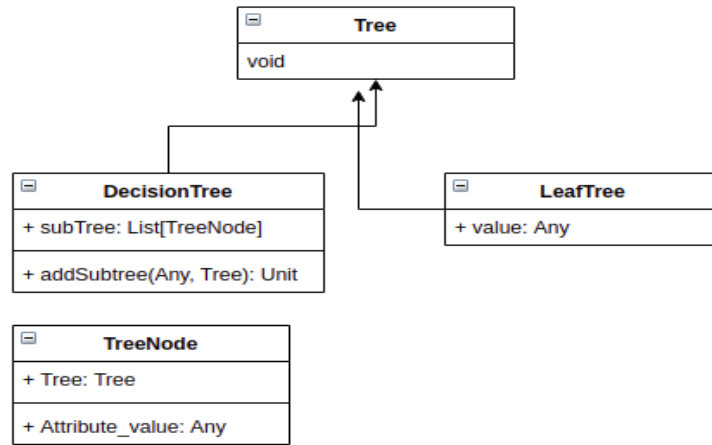 Tree
void
DecisionTree
+ subTree: List[TreeNode]
+ addSubtree(Any, Tree): Unit
LeafTree
+ value: Any
TreeNode
+ Tree: Tree
+ Attribute_value: Any